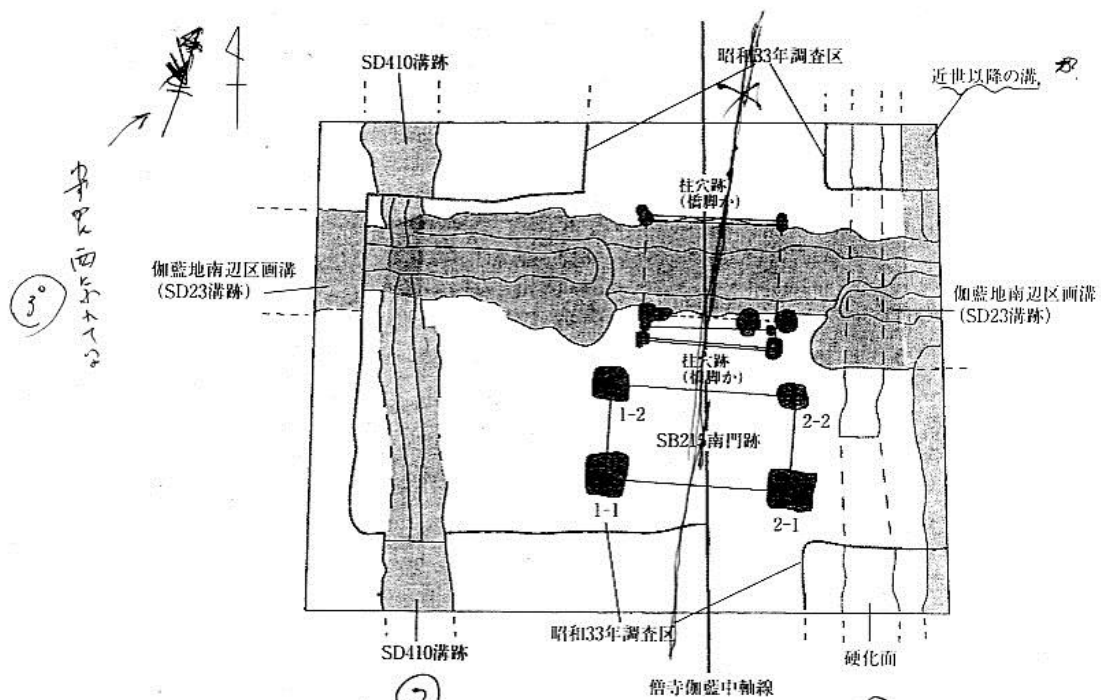 SD410溝跡
昭和33年調査区
近世以降の溝
柱穴跡
(橋脚か)
伽藍地南辺区画溝
(SD23溝跡)
3°
伽藍地南辺区画溝
(SD23溝跡)
柱穴跡
(橋脚か)
1-2
2-2
SB215南門跡
1-1
2-1
昭和33年調査区
SD410溝跡
硬化面
僧寺伽藍中軸線